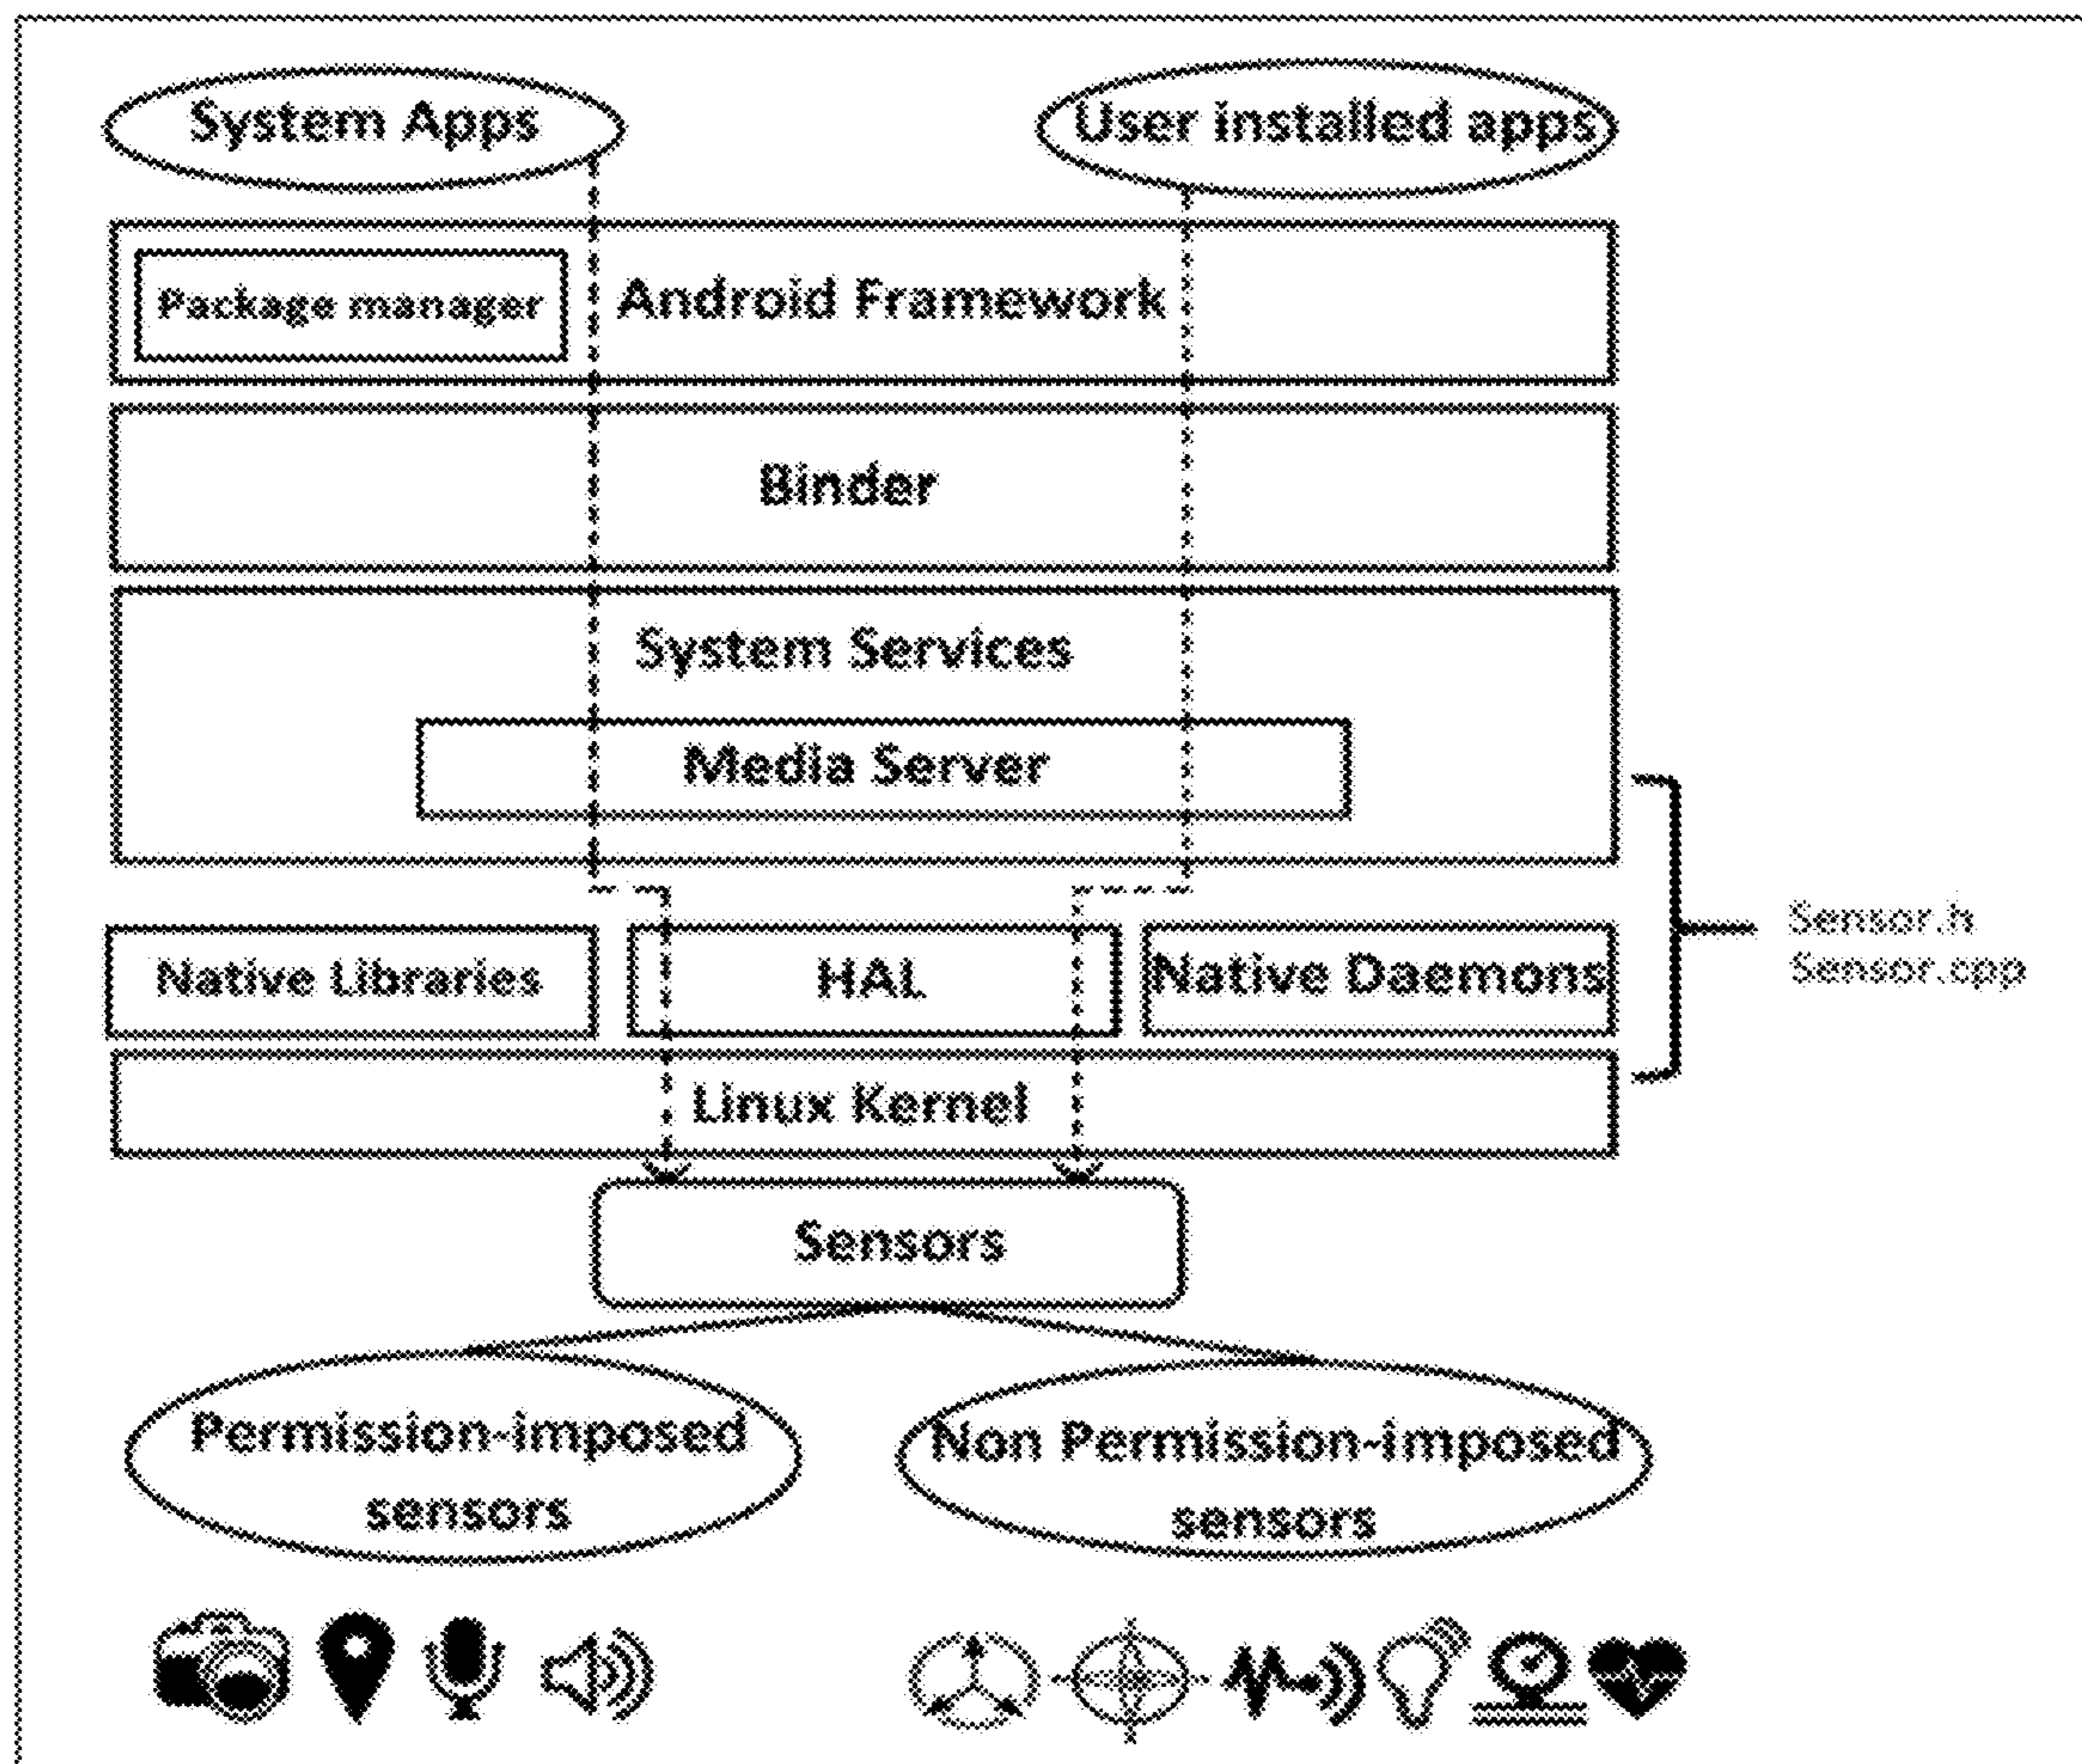 System Apps
User installed apps
Package manager
Android Framework
Binder
System Services
Media Server
Sensor.h
Sensor.cpp
Native Libraries
HAL
Native Daemons
Linux Kernel
Sensors
Permission-imposed
sensors
Non Permission-imposed
sensors